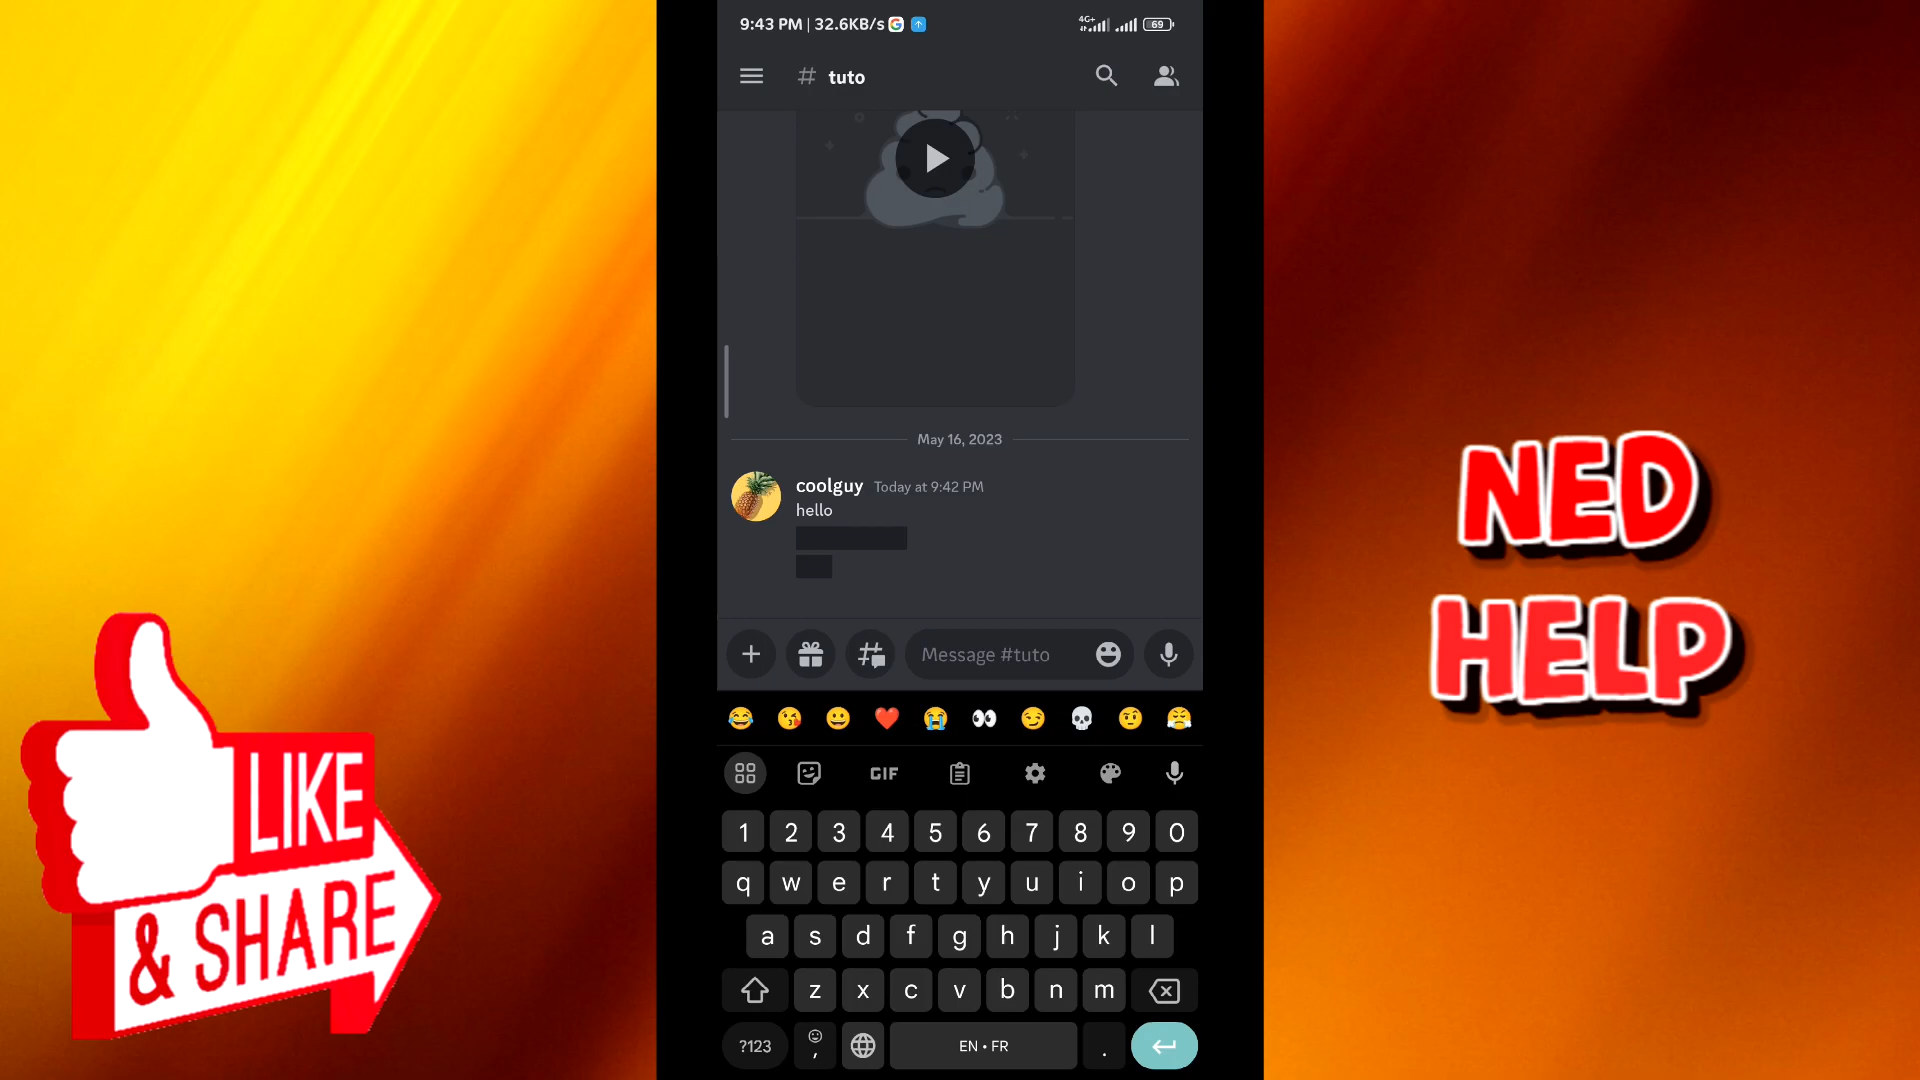 9:43 PM | 32.6KB/s
4G+
69
# tuto
May 16, 2023
coolguy Today at 9:42 PM
hello
Message #tuto
GIF
1 2 3 4 5 6 7 8 9 0
q w e r t y u i o p
a s d f g h j k l
z x c v b n m
?123 , EN • FR .
LIKE
& SHARE
NED
HELP